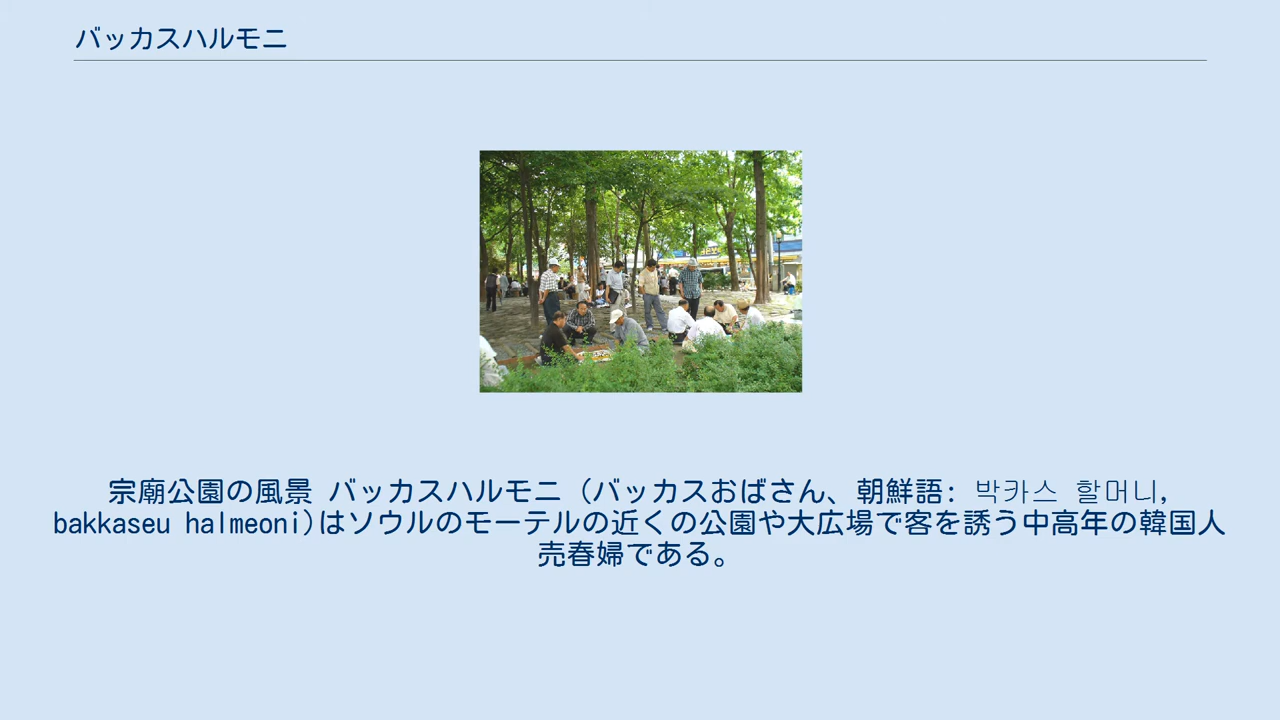 バッカスハルモニ
宗廟公園の風景 バッカスハルモニ（バッカスおばさん、朝鮮語: 박카스 할머니,
bakkaseu halmeoni)はソウルのモーテルの近くの公園や大広場で客を誘う中高年の韓国人
売春婦である。